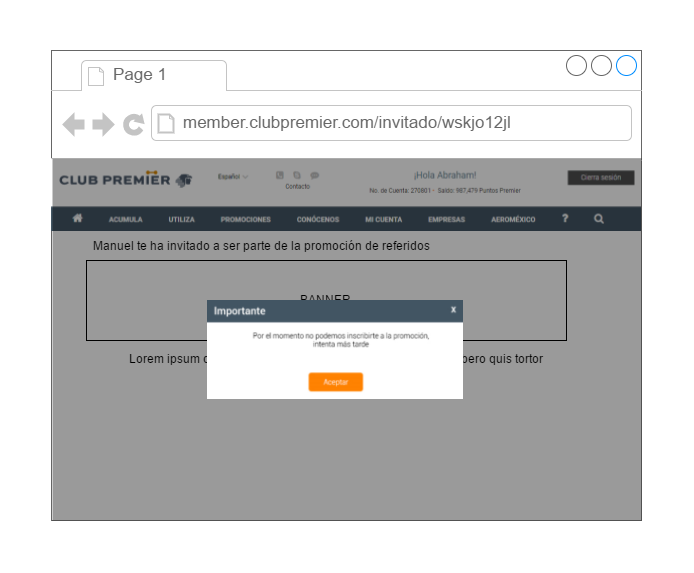 Page 1
member.clubpremier.com/invitado/wskjo12jl
CLUB PREMIER
Español
Contacto
¡Hola Abraham!
No. de Cuenta: 270801 - Saldo: 987,479 Puntos Premier
Cierra sesión
ACUMULA UTILIZA PROMOCIONES CONÓCENOS MI CUENTA EMPRESAS AEROMÉXICO ?
Manuel te ha invitado a ser parte de la promoción de referidos
BANNER
Importante x
Por el momento no podemos inscribirte a la promoción,
intenta más tarde
Aceptar
Lorem ipsum quis tortor